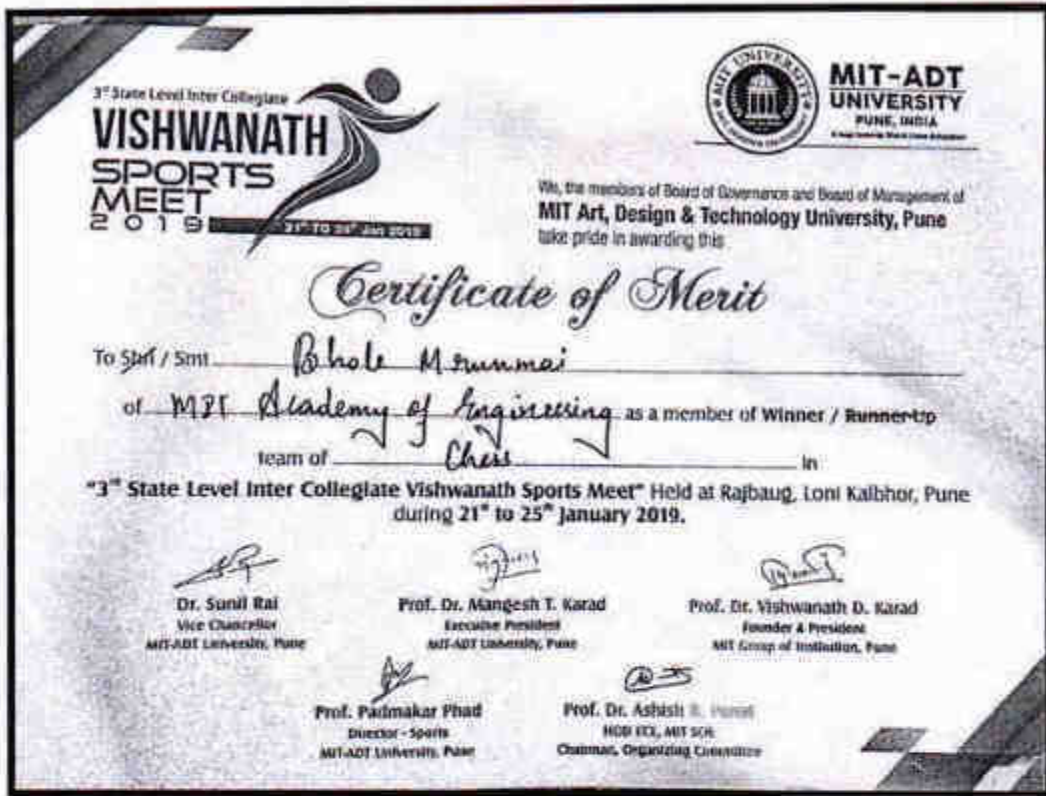 3rd State Level Inter Collegiate
VISHWANATH
SPORTS
MEET
2019
MIT UNIVERSITY
MIT-ADT
UNIVERSITY
PUNE, INDIA
We, the members of Board of Governance and Board of Management of
MIT Art, Design & Technology University, Pune
take pride in awarding this
Certificate of Merit
To Shri / Smt Bhole Mrunmai
of MIT Academy of Engineering as a member of Winner / Runner-Up
team of Chess in
"3rd State Level Inter Collegiate Vishwanath Sports Meet" Held at Rajbaug, Loni Kalbhor, Pune
during 21st to 25th January 2019.
Dr. Sunil Rai
Vice Chancellor
MIT-ADT University, Pune
Prof. Dr. Mangesh T. Karad
Executive President
MIT-ADT University, Pune
Prof. Dr. Vishwanath D. Karad
Founder & President
MIT Group of Institution, Pune
Prof. Padmakar Phad
Director - Sports
MIT-ADT University, Pune
Prof. Dr. Ashish
Chairman, Organizing Committee